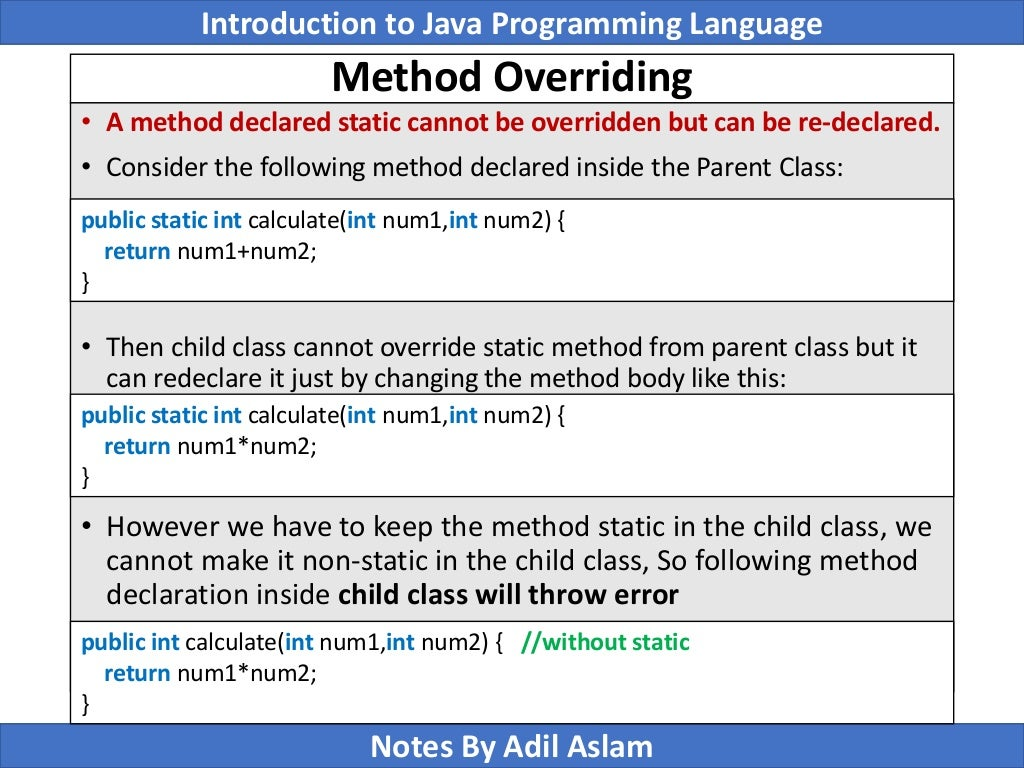 Introduction to Java Programming Language
Method Overriding
• A method declared static cannot be overridden but can be re-declared.
• Consider the following method declared inside the Parent Class:
public static int calculate(int num1,int num2) {
return num1+num2;
}
• Then child class cannot override static method from parent class but it
can redeclare it just by changing the method body like this:
public static int calculate(int num1,int num2) {
return num1*num2;
}
• However we have to keep the method static in the child class, we
cannot make it non-static in the child class, So following method
declaration inside child class will throw error
public int calculate(int num1,int num2) { //without static
return num1*num2;
}
Notes By Adil Aslam